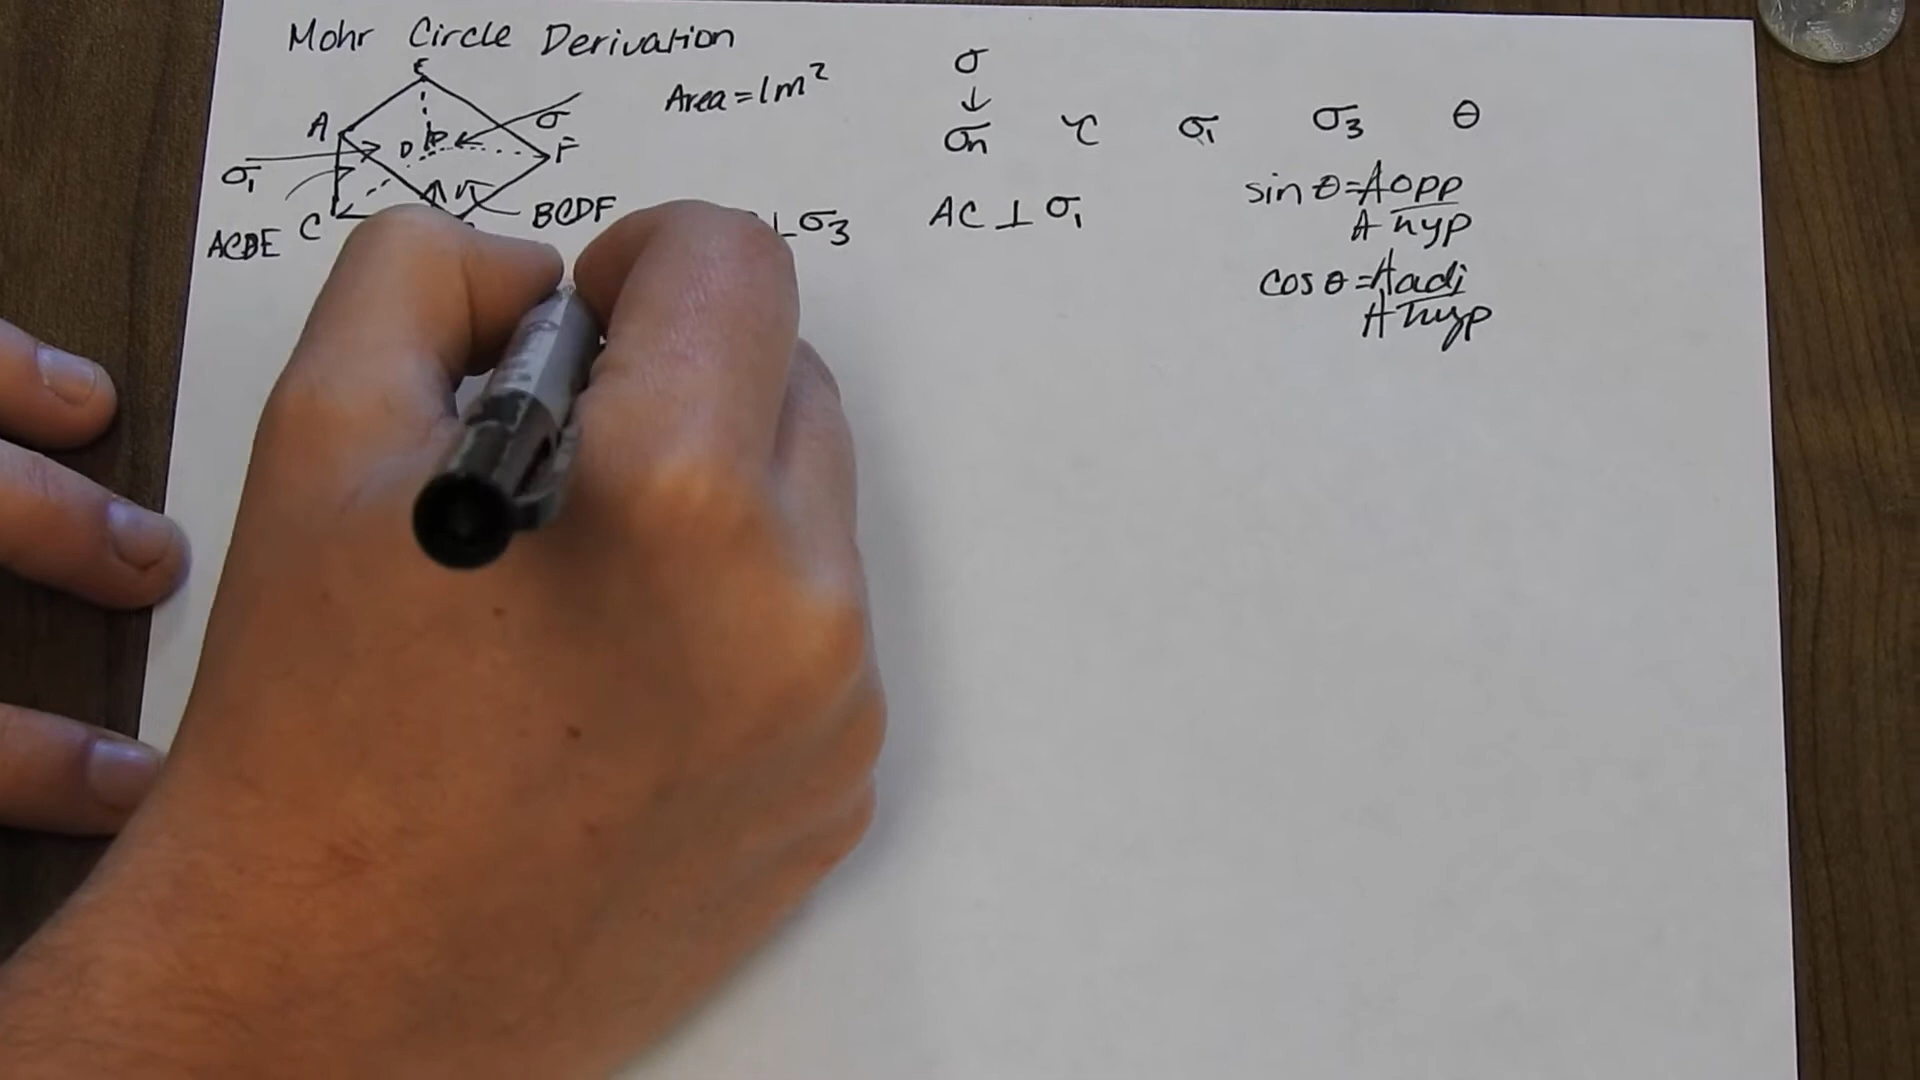 Mohr Circle Derivation
E
Area = 1m²
σ
↓
A
σ
σn τ σ₁ σ₃ θ
D
F
σ₁
sin θ = A opp
A hyp
C
BCDF
⊥ σ₃
AC ⊥ σ₁
ACDE
cos θ = A adj
A hyp